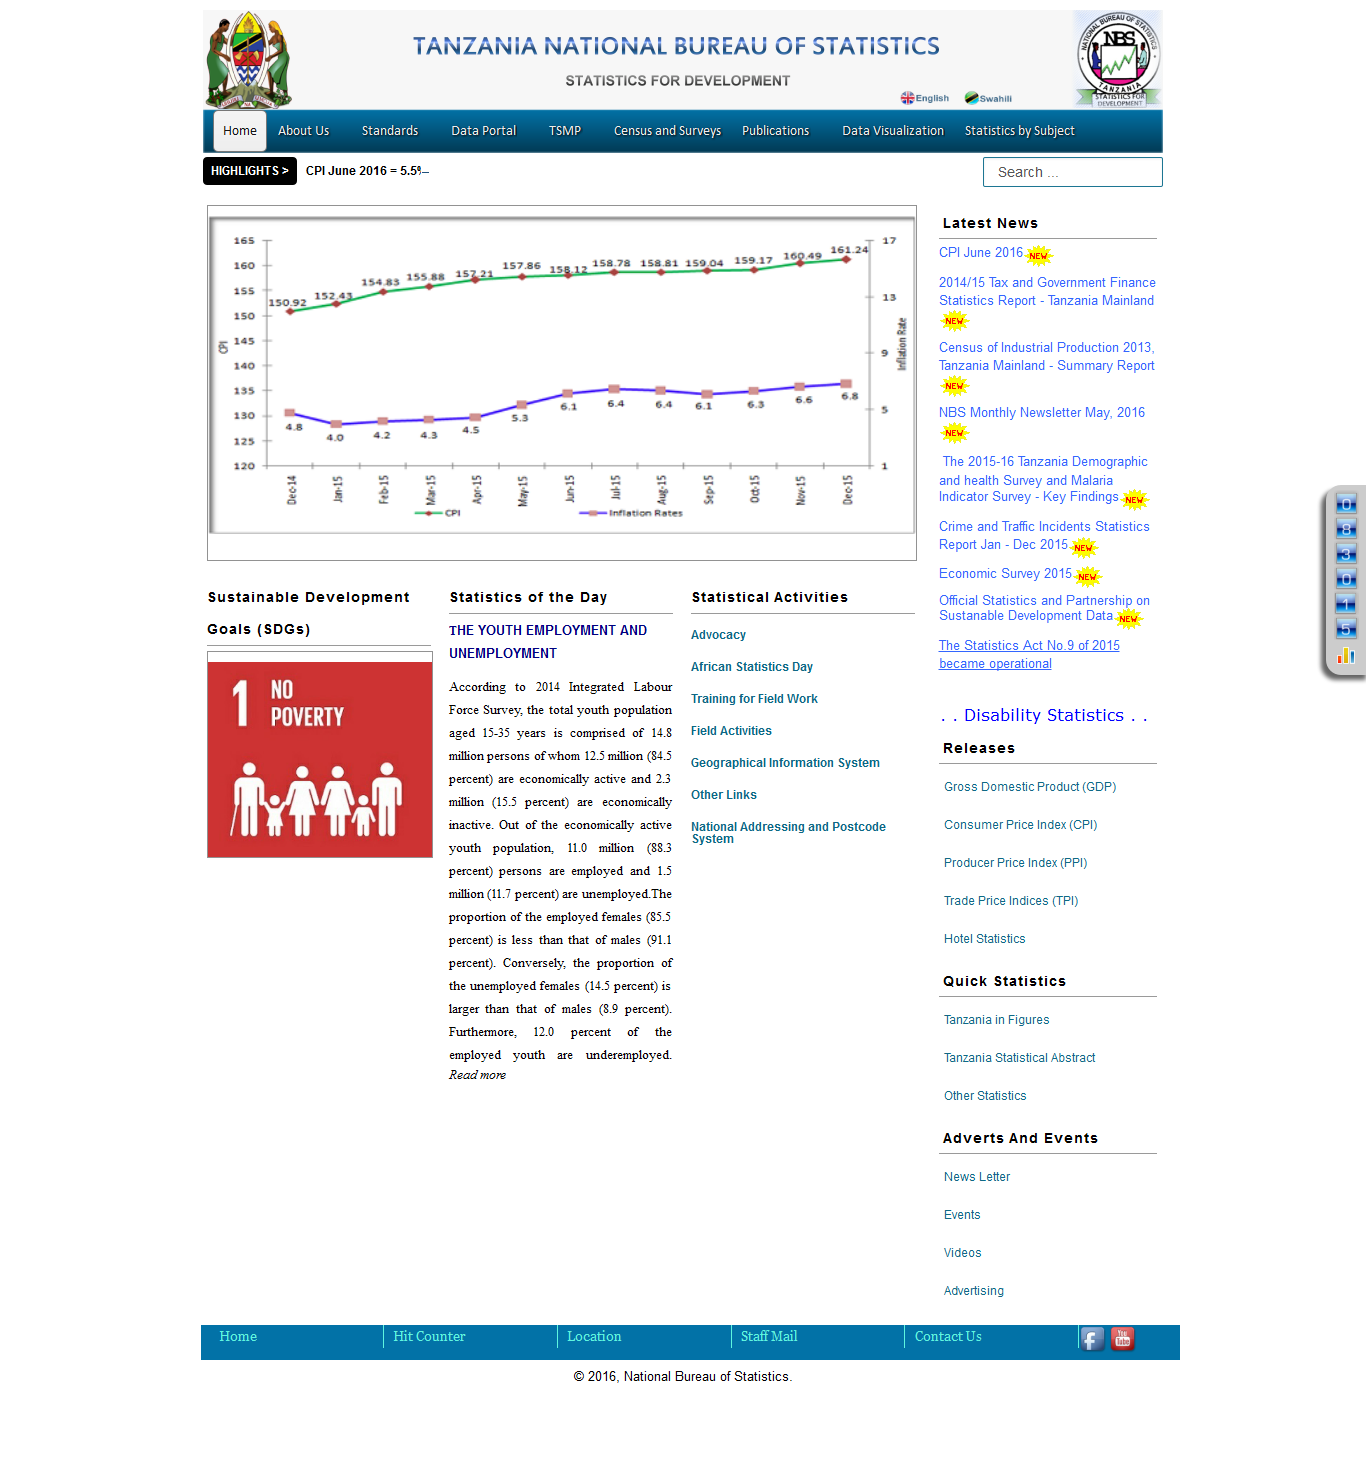 TANZANIA NATIONAL BUREAU OF STATISTICS
STATISTICS FOR DEVELOPMENT
English
Swahili
NATIONAL BUREAU OF STATISTICS
NBS
TANZANIA
STATISTICS FOR
DEVELOPMENT
Home
About Us
Standards
Data Portal
TSMP
Census and Surveys
Publications
Data Visualization
Statistics by Subject
HIGHLIGHTS >
CPI June 2016 = 5.5
Search ...
165
160
155
150
145
140
135
130
125
120
CPI
150.92
152.43
154.83
155.88
157.21
157.86
158.12
158.78
158.81
159.04
159.17
160.49
161.24
4.8
4.0
4.2
4.3
4.5
5.3
6.1
6.4
6.4
6.1
6.3
6.6
6.8
17
13
9
5
1
Inflation Rate
Dec-14
Jan-15
Feb-15
Mar-15
Apr-15
May-15
Jun-15
Jul-15
Aug-15
Sep-15
Oct-15
Nov-15
Dec-15
CPI
Inflation Rates
Sustainable Development
Goals (SDGs)
1 NO
POVERTY
Statistics of the Day
THE YOUTH EMPLOYMENT AND
UNEMPLOYMENT
According to 2014 Integrated Labour
Force Survey, the total youth population
aged 15-35 years is comprised of 14.8
million persons of whom 12.5 million (84.5
percent) are economically active and 2.3
million (15.5 percent) are economically
inactive. Out of the economically active
youth population, 11.0 million (88.3
percent) persons are employed and 1.5
million (11.7 percent) are unemployed.The
proportion of the employed females (85.5
percent) is less than that of males (91.1
percent). Conversely, the proportion of
the unemployed females (14.5 percent) is
larger than that of males (8.9 percent).
Furthermore, 12.0 percent of the
employed youth are underemployed.
Read more
Statistical Activities
Advocacy
African Statistics Day
Training for Field Work
Field Activities
Geographical Information System
Other Links
National Addressing and Postcode
System
Latest News
CPI June 2016 NEW
2014/15 Tax and Government Finance
Statistics Report - Tanzania Mainland
NEW
Census of Industrial Production 2013,
Tanzania Mainland - Summary Report
NEW
NBS Monthly Newsletter May, 2016
NEW
The 2015-16 Tanzania Demographic
and health Survey and Malaria
Indicator Survey - Key Findings NEW
Crime and Traffic Incidents Statistics
Report Jan - Dec 2015 NEW
Economic Survey 2015 NEW
Official Statistics and Partnership on
Sustanable Development Data NEW
The Statistics Act No.9 of 2015
became operational
. . Disability Statistics . .
Releases
Gross Domestic Product (GDP)
Consumer Price Index (CPI)
Producer Price Index (PPI)
Trade Price Indices (TPI)
Hotel Statistics
Quick Statistics
Tanzania in Figures
Tanzania Statistical Abstract
Other Statistics
Adverts And Events
News Letter
Events
Videos
Advertising
0
8
3
0
1
5
Home
Hit Counter
Location
Staff Mail
Contact Us
f
You
Tube
© 2016, National Bureau of Statistics.